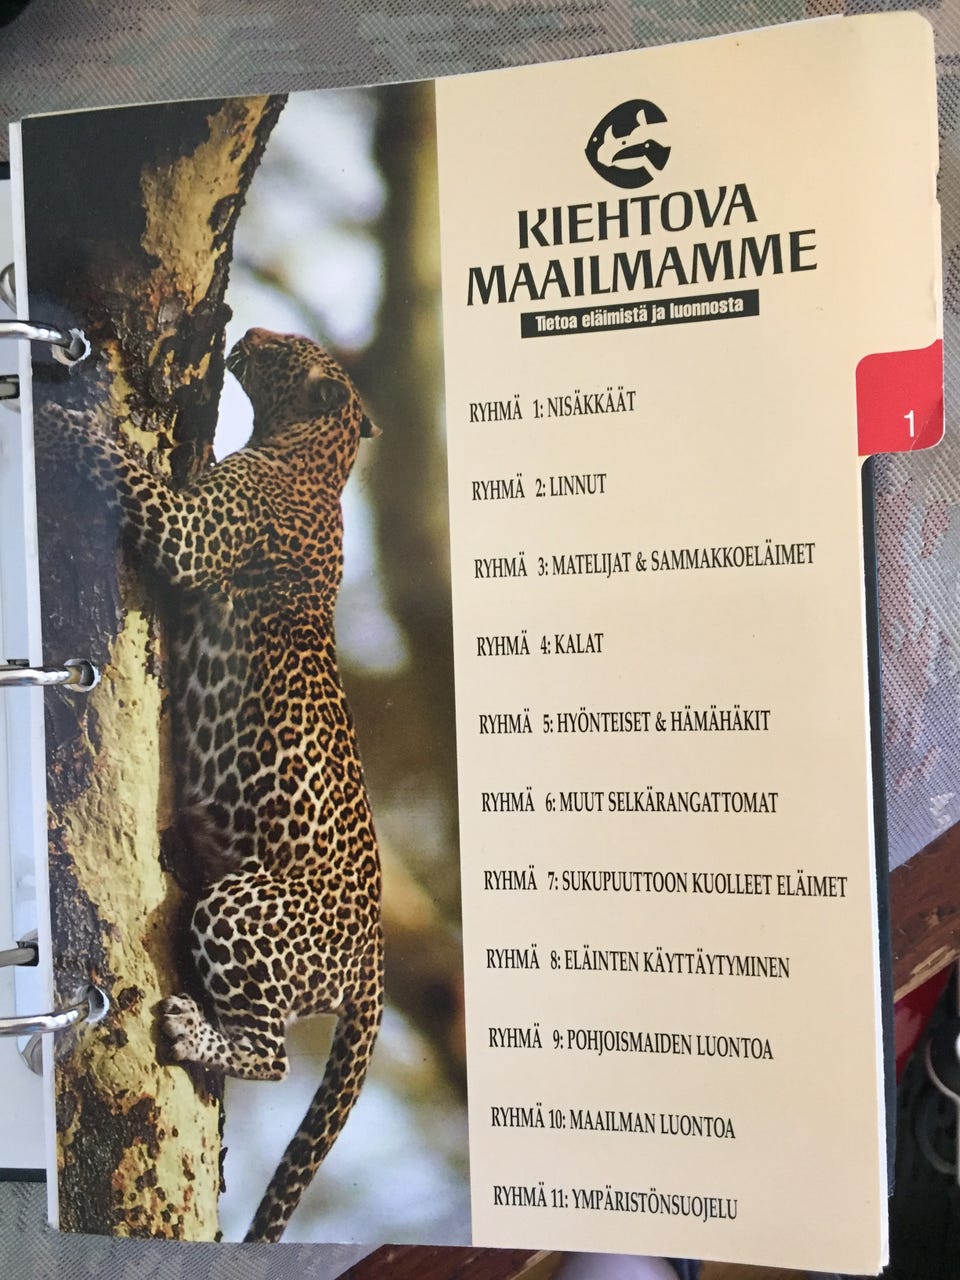 KIEHTOVA
MAAILMAMME
Tietoa eläimistä ja luonnosta
RYHMÄ 1: NISÄKKÄÄT
1
RYHMÄ 2: LINNUT
RYHMÄ 3: MATELIJAT & SAMMAKKOELÄIMET
RYHMÄ 4: KALAT
RYHMÄ 5: HYÖNTEISET & HÄMÄHÄKIT
RYHMÄ 6: MUUT SELKÄRANGATTOMAT
RYHMÄ 7: SUKUPUUTTOON KUOLLEET ELÄIMET
RYHMÄ 8: ELÄINTEN KÄYTTÄYTYMINEN
RYHMÄ 9: POHJOISMAIDEN LUONTOA
RYHMÄ 10: MAAILMAN LUONTOA
RYHMÄ 11: YMPÄRISTÖNSUOJELU